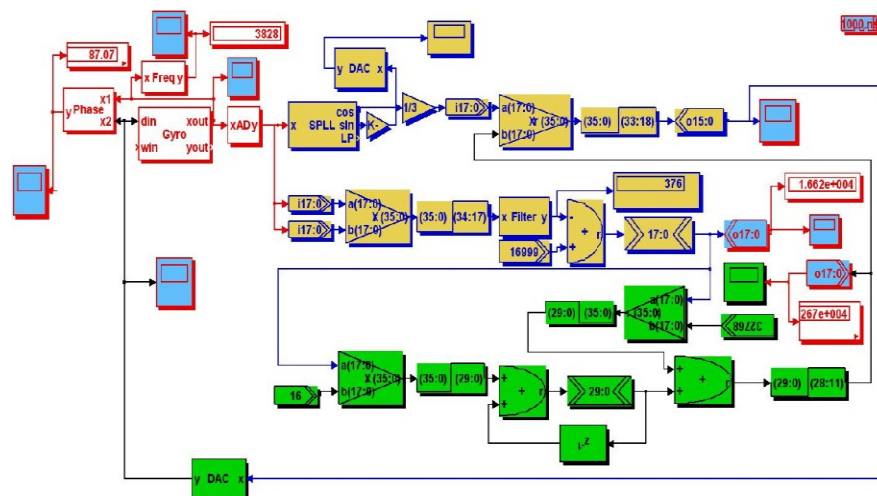 1000 ns
3828
87.07
x Freq y
x1
y Phase
x2
din xout
Gyro
win yout
xADy
y DAC x
cos
x sin
SPLL
LP
K-
1/3
i17:0
a(17:0)
X (35:0)
b(17:0)
(35:0) (33:18)
o15:0
i17:0
i17:0
a(17:0)
X (35:0)
b(17:0)
(35:0) (34:17)
x Filter y
376
16999
-
+
+
r
17:0
o17:0
1.662e+004
o17:0
267e+004
(29:0) (35:0)
a(17:0)
X (35:0)
b(17:0)
32768
a(17:0)
X (35:0)
b(17:0)
16
(35:0) (29:0)
+
+
+
r
29:0
z-1
+
+
+
r
(29:0) (28:11)
y DAC x